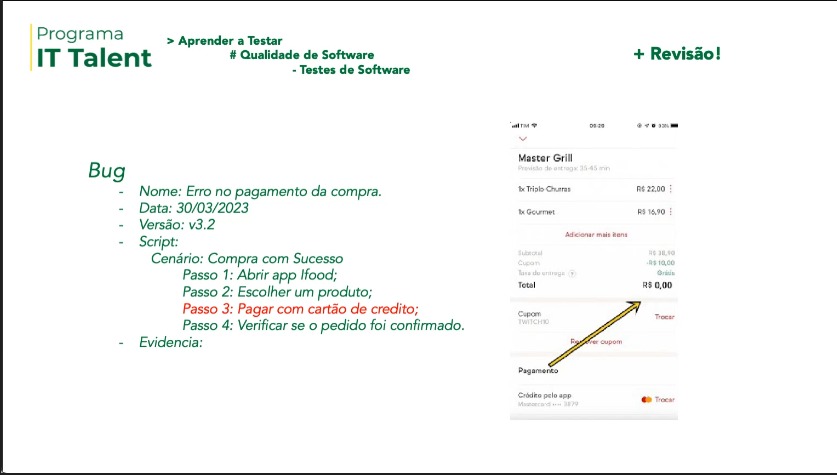 Programa
IT Talent
> Aprender a Testar
# Qualidade de Software
- Testes de Software
+ Revisão!
Bug
- Nome: Erro no pagamento da compra.
- Data: 30/03/2023
- Versão: v3.2
- Script:
Cenário: Compra com Sucesso
Passo 1: Abrir app Ifood;
Passo 2: Escolher um produto;
Passo 3: Pagar com cartão de credito;
Passo 4: Verificar se o pedido foi confirmado.
- Evidencia:
TIM
Master Grill
Previsão de entrega: 25-45 min
1x Triplo Churras R$ 22,00
1x Gourmet R$ 16,90
Adicionar mais itens
Subtotal R$ 38,90
Cupom -R$ 10,00
Taxa de entrega Grátis
Total R$ 0,00
Cupom
TWITCH10
Trocar
cupom
Pagamento
Crédito pelo app
Mastercard •••• 3879
Trocar